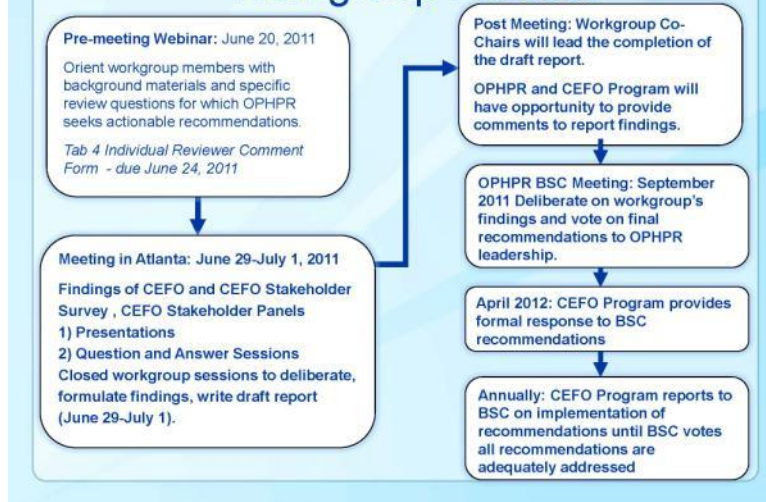 Pre-meeting Webinar: June 20, 2011
Orient workgroup members with
background materials and specific
review questions for which OPHPR
seeks actionable recommendations.
Tab 4 Individual Reviewer Comment
Form - due June 24, 2011
Meeting in Atlanta: June 29-July 1, 2011
Findings of CEFO and CEFO Stakeholder
Survey , CEFO Stakeholder Panels
1) Presentations
2) Question and Answer Sessions
Closed workgroup sessions to deliberate,
formulate findings, write draft report
(June 29-July 1).
Post Meeting: Workgroup Co-
Chairs will lead the completion of
the draft report.
OPHPR and CEFO Program will
have opportunity to provide
comments to report findings.
OPHPR BSC Meeting: September
2011 Deliberate on workgroup's
findings and vote on final
recommendations to OPHPR
leadership.
April 2012: CEFO Program provides
formal response to BSC
recommendations
Annually: CEFO Program reports to
BSC on implementation of
recommendations until BSC votes
all recommendations are
adequately addressed